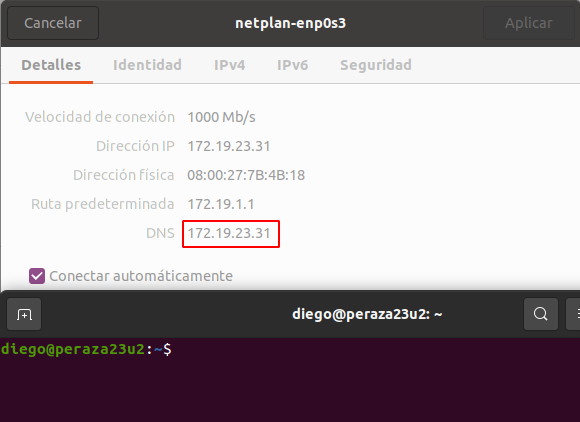 Cancelar netplan-enp0s3 Aplicar
Detalles Identidad IPv4 IPv6 Seguridad
Velocidad de conexión 1000 Mb/s
Dirección IP 172.19.23.31
Dirección física 08:00:27:7B:4B:18
Ruta predeterminada 172.19.1.1
DNS 172.19.23.31
Conectar automáticamente
diego@peraza23u2: ~
diego@peraza23u2:~$